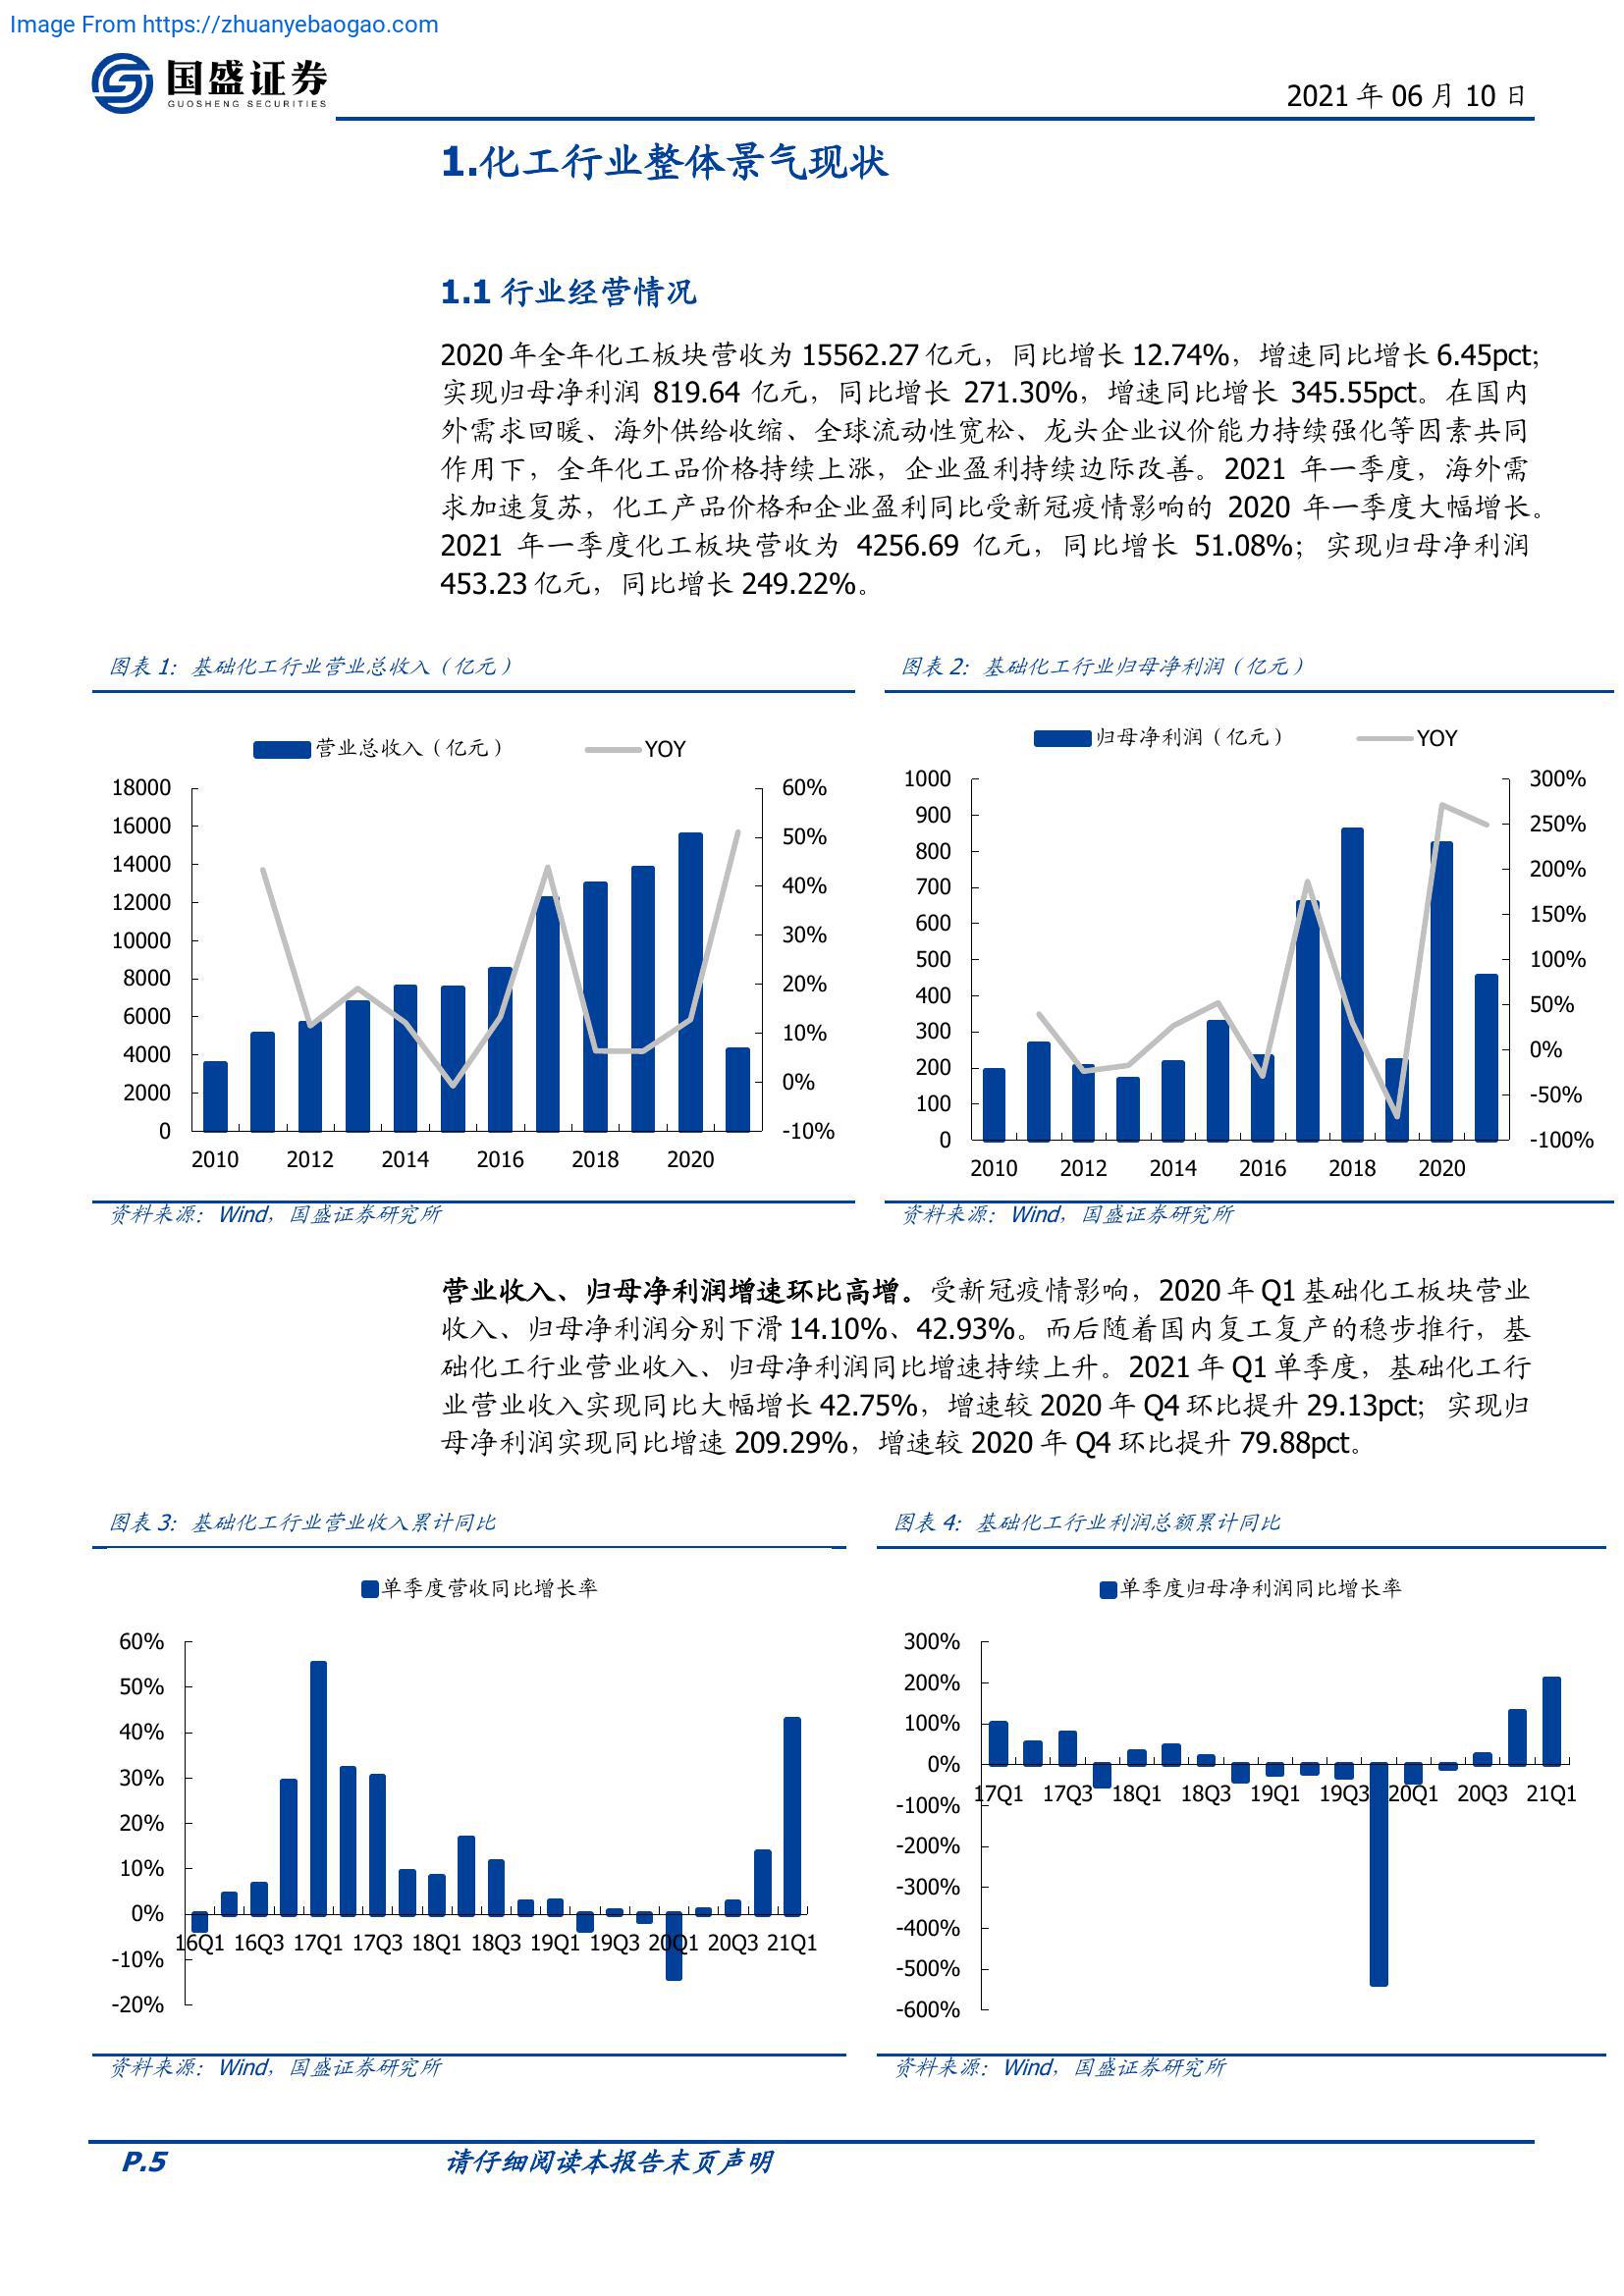 Image From https://zhuanyebaogao.com
国盛证券
GUOSHENG SECURITIES
2021 年 06 月 10 日
1.化工行业整体景气现状
1.1 行业经营情况
2020 年全年化工板块营收为 15562.27 亿元，同比增长 12.74%，增速同比增长 6.45pct;
实现归母净利润 819.64 亿元，同比增长 271.30%，增速同比增长 345.55pct。在国内
外需求回暖、海外供给收缩、全球流动性宽松、龙头企业议价能力持续强化等因素共同
作用下，全年化工品价格持续上涨，企业盈利持续边际改善。2021 年一季度，海外需
求加速复苏，化工产品价格和企业盈利同比受新冠疫情影响的 2020 年一季度大幅增长。
2021 年一季度化工板块营收为 4256.69 亿元，同比增长 51.08%；实现归母净利润
453.23 亿元，同比增长 249.22%。
图表 1：基础化工行业营业总收入（亿元）
营业总收入（亿元） YOY
18000 60%
16000 50%
14000 40%
12000 30%
10000 20%
8000 10%
6000 0%
4000 -10%
2000
0
2010 2012 2014 2016 2018 2020
资料来源：Wind，国盛证券研究所
图表 2：基础化工行业归母净利润（亿元）
归母净利润（亿元） YOY
1000 300%
900 250%
800 200%
700 150%
600 100%
500 50%
400 0%
300 -50%
200 -100%
100
0
2010 2012 2014 2016 2018 2020
资料来源：Wind，国盛证券研究所
营业收入、归母净利润增速环比高增。受新冠疫情影响，2020 年 Q1 基础化工板块营业
收入、归母净利润分别下滑 14.10%、42.93%。而后随着国内复工复产的稳步推行，基
础化工行业营业收入、归母净利润同比增速持续上升。2021 年 Q1 单季度，基础化工行
业营业收入实现同比大幅增长 42.75%，增速较 2020 年 Q4 环比提升 29.13pct；实现归
母净利润实现同比增速 209.29%，增速较 2020 年 Q4 环比提升 79.88pct。
图表 3：基础化工行业营业收入累计同比
单季度营收同比增长率
60%
50%
40%
30%
20%
10%
0%
-10%
-20%
16Q1 16Q3 17Q1 17Q3 18Q1 18Q3 19Q1 19Q3 20Q1 20Q3 21Q1
资料来源：Wind，国盛证券研究所
图表 4：基础化工行业利润总额累计同比
单季度归母净利润同比增长率
300%
200%
100%
0%
-100%
-200%
-300%
-400%
-500%
-600%
17Q1 17Q3 18Q1 18Q3 19Q1 19Q3 20Q1 20Q3 21Q1
资料来源：Wind，国盛证券研究所
P.5 请仔细阅读本报告末页声明